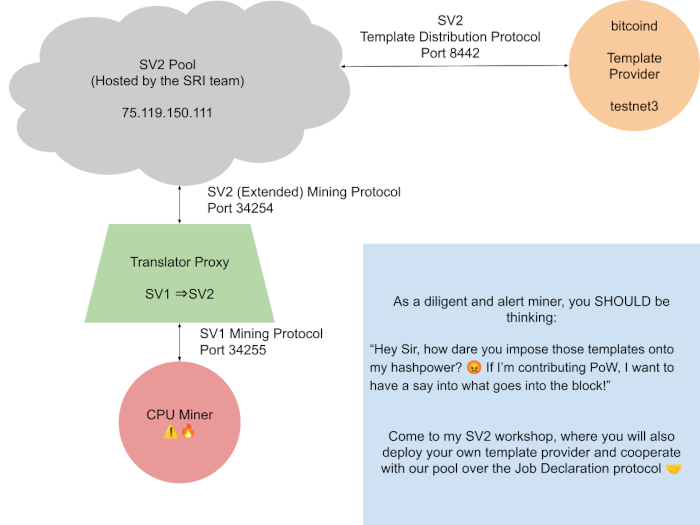 SV2
Template Distribution Protocol
Port 8442
bitcoind
Template
Provider
testnet3
SV2 Pool
(Hosted by the SRI team)
75.119.150.111
SV2 (Extended) Mining Protocol
Port 34254
Translator Proxy
SV1 ⇒SV2
SV1 Mining Protocol
Port 34255
CPU Miner
⚠️🔥
As a diligent and alert miner, you SHOULD be
thinking:
“Hey Sir, how dare you impose those templates onto
my hashpower? 😡 If I’m contributing PoW, I want to
have a say into what goes into the block!”
Come to my SV2 workshop, where you will also
deploy your own template provider and cooperate
with our pool over the Job Declaration protocol 🤝